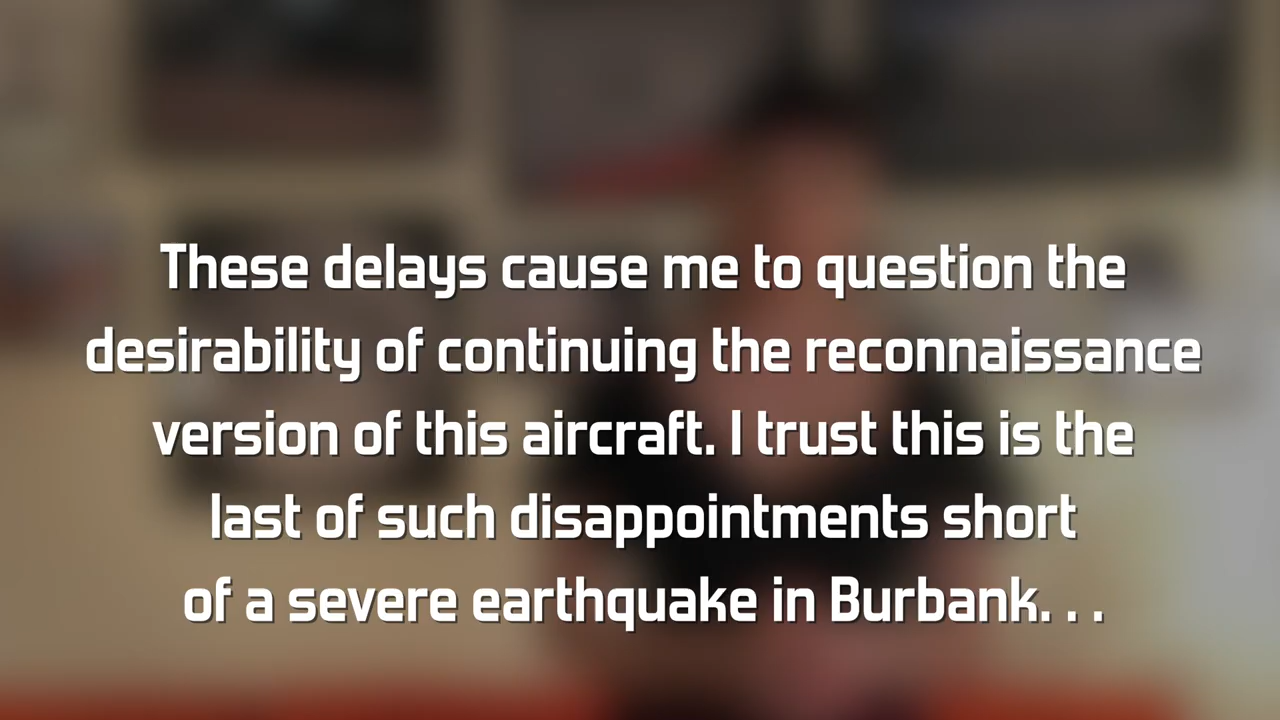 These delays cause me to question the
desirability of continuing the reconnaissance
version of this aircraft. I trust this is the
last of such disappointments short
of a severe earthquake in Burbank. . .